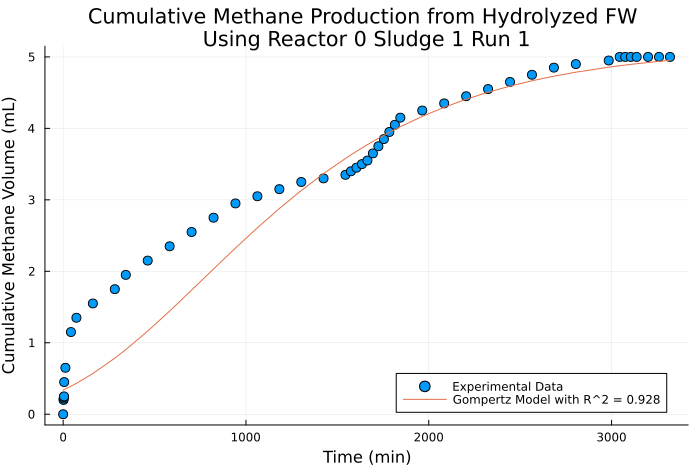 Cumulative Methane Production from Hydrolyzed FW
Using Reactor 0 Sludge 1 Run 1
Cumulative Methane Volume (mL)
5
4
3
2
1
0
Experimental Data
Gompertz Model with R^2 = 0.928
0 1000 2000 3000
Time (min)